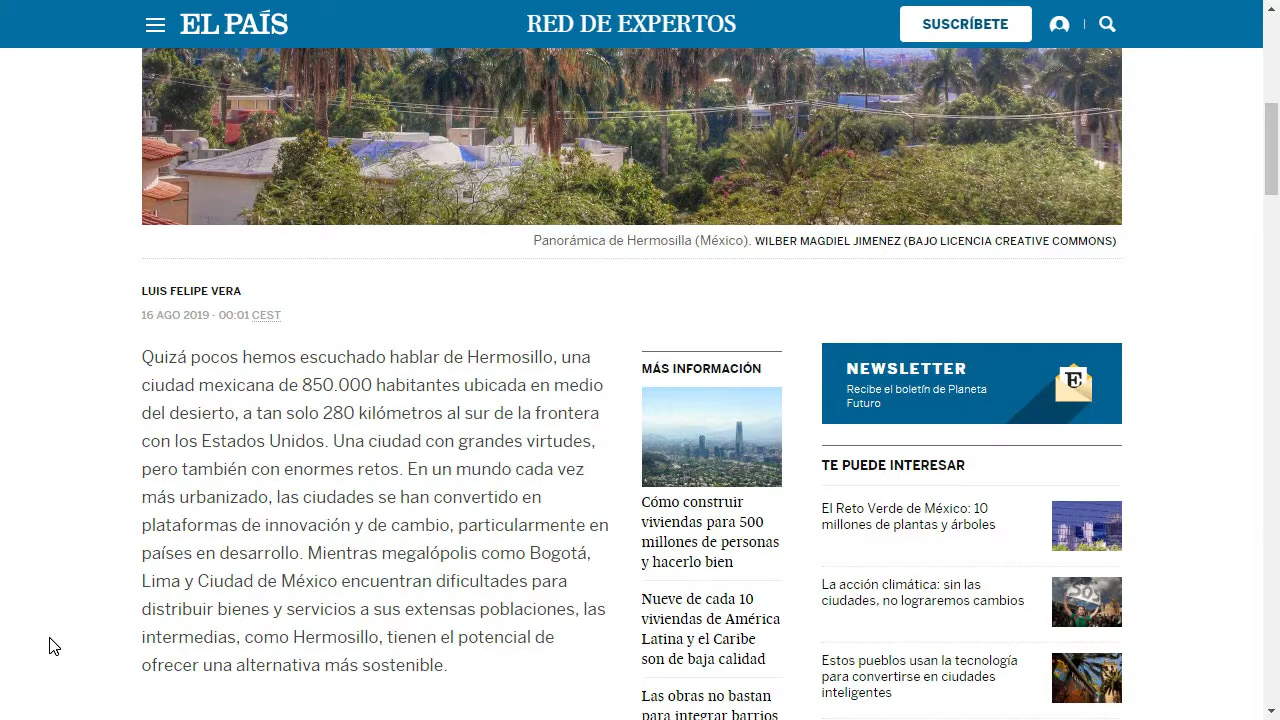 EL PAÍS
RED DE EXPERTOS
SUSCRÍBETE
Panorámica de Hermosilla (México). WILBER MAGDIEL JIMENEZ (BAJO LICENCIA CREATIVE COMMONS)
LUIS FELIPE VERA
16 AGO 2019 - 00:01 CEST
Quizá pocos hemos escuchado hablar de Hermosillo, una
ciudad mexicana de 850.000 habitantes ubicada en medio
del desierto, a tan solo 280 kilómetros al sur de la frontera
con los Estados Unidos. Una ciudad con grandes virtudes,
pero también con enormes retos. En un mundo cada vez
más urbanizado, las ciudades se han convertido en
plataformas de innovación y de cambio, particularmente en
países en desarrollo. Mientras megalópolis como Bogotá,
Lima y Ciudad de México encuentran dificultades para
distribuir bienes y servicios a sus extensas poblaciones, las
intermedias, como Hermosillo, tienen el potencial de
ofrecer una alternativa más sostenible.
MÁS INFORMACIÓN
Cómo construir
viviendas para 500
millones de personas
y hacerlo bien
Nueve de cada 10
viviendas de América
Latina y el Caribe
son de baja calidad
Las obras no bastan
para integrar barrios
NEWSLETTER
Recibe el boletín de Planeta
Futuro
E
TE PUEDE INTERESAR
El Reto Verde de México: 10
millones de plantas y árboles
La acción climática: sin las
ciudades, no lograremos cambios
Estos pueblos usan la tecnología
para convertirse en ciudades
inteligentes